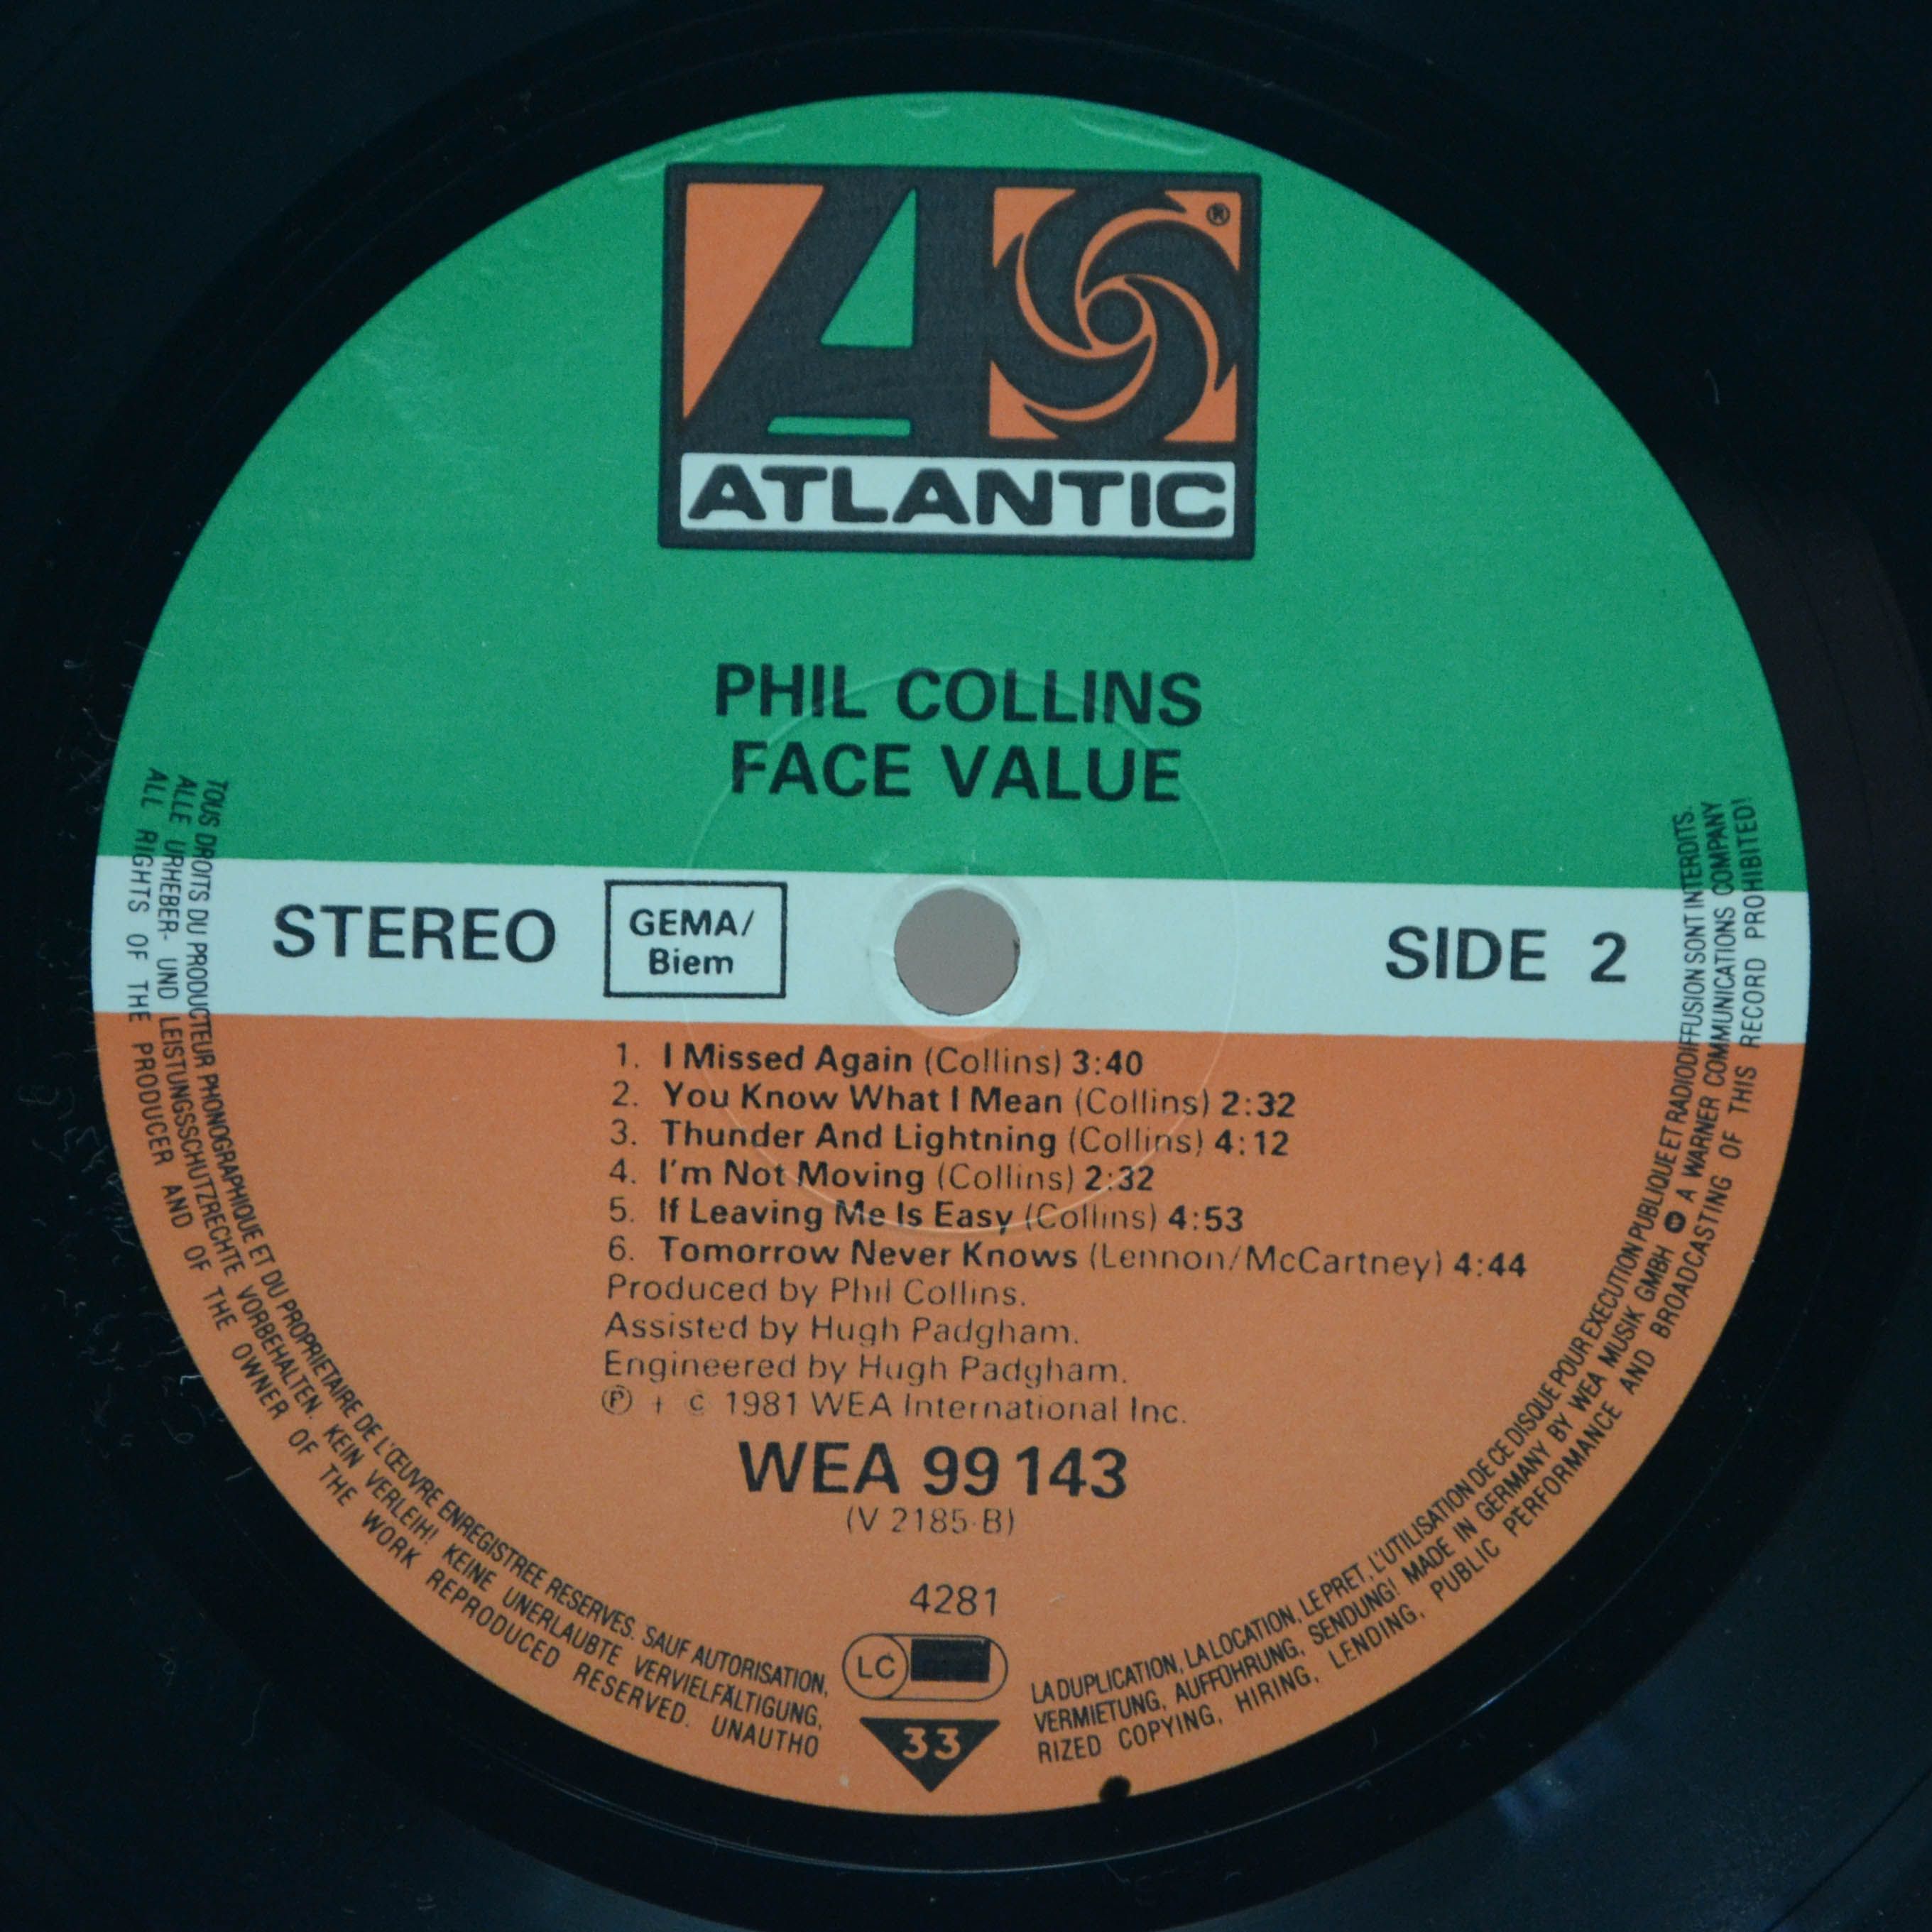 ®
ATLANTIC
PHIL COLLINS
FACE VALUE
STEREO
GEMA/
Biem
SIDE 2
1. I Missed Again (Collins) 3:40
2. You Know What I Mean (Collins) 2:32
3. Thunder And Lightning (Collins) 4:12
4. I'm Not Moving (Collins) 2:32
5. If Leaving Me Is Easy (Collins) 4:53
6. Tomorrow Never Knows (Lennon/McCartney) 4:44
Produced by Phil Collins.
Assisted by Hugh Padgham.
Engineered by Hugh Padgham.
℗ + c 1981 WEA International Inc.
WEA 99 143
(V 2185-B)
4281
LC
33
TOUS DROITS DU PRODUCTEUR PHONOGRAPHIQUE ET DU PROPRIETAIRE DE L'ŒUVRE ENREGISTREE RESERVES. SAUF AUTORISATION, LA DUPLICATION, LA LOCATION, LE PRET, L'UTILISATION DE CE DISQUE POUR EXECUTION PUBLIQUE ET RADIODIFFUSION SONT INTERDITS.
ALLE URHEBER- UND LEISTUNGSSCHUTZRECHTE VORBEHALTEN. KEIN VERLEIH! KEINE UNERLAUBTE VERVIELFÄLTIGUNG, VERMIETUNG, AUFFÜHRUNG, SENDUNG! MADE IN GERMANY BY WEA MUSIK GMBH A WARNER COMMUNICATIONS COMPANY
ALL RIGHTS OF THE PRODUCER AND OF THE OWNER OF THE WORK REPRODUCED RESERVED. UNAUTHORIZED COPYING, HIRING, LENDING, PUBLIC PERFORMANCE AND BROADCASTING OF THIS RECORD PROHIBITED!